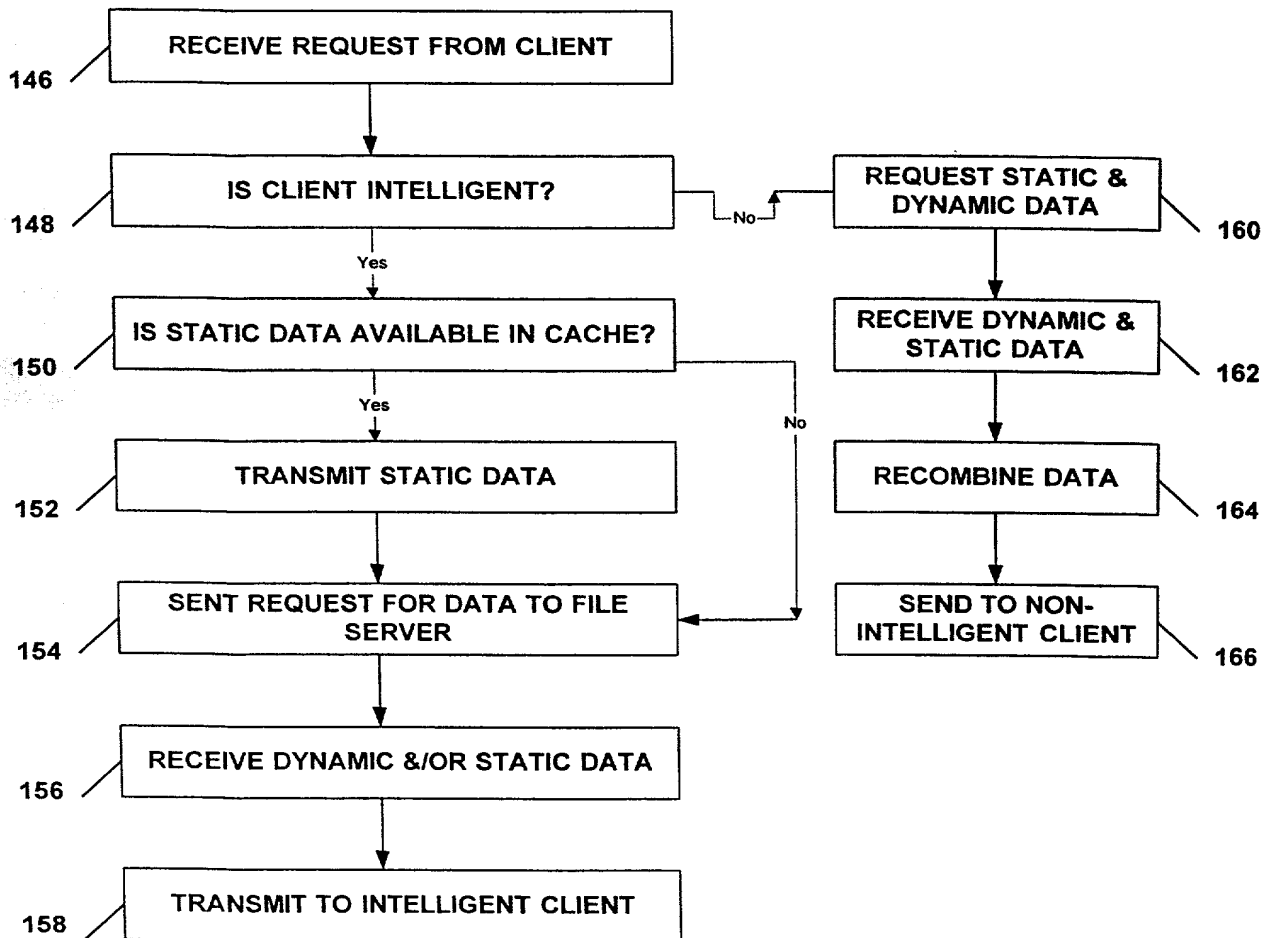 RECEIVE REQUEST FROM CLIENT
146
IS CLIENT INTELLIGENT?
148
No
REQUEST STATIC &
DYNAMIC DATA
160
Yes
IS STATIC DATA AVAILABLE IN CACHE?
150
RECEIVE DYNAMIC &
STATIC DATA
162
Yes
No
TRANSMIT STATIC DATA
152
RECOMBINE DATA
164
SENT REQUEST FOR DATA TO FILE
SERVER
154
SEND TO NON-
INTELLIGENT CLIENT
166
RECEIVE DYNAMIC &/OR STATIC DATA
156
TRANSMIT TO INTELLIGENT CLIENT
158